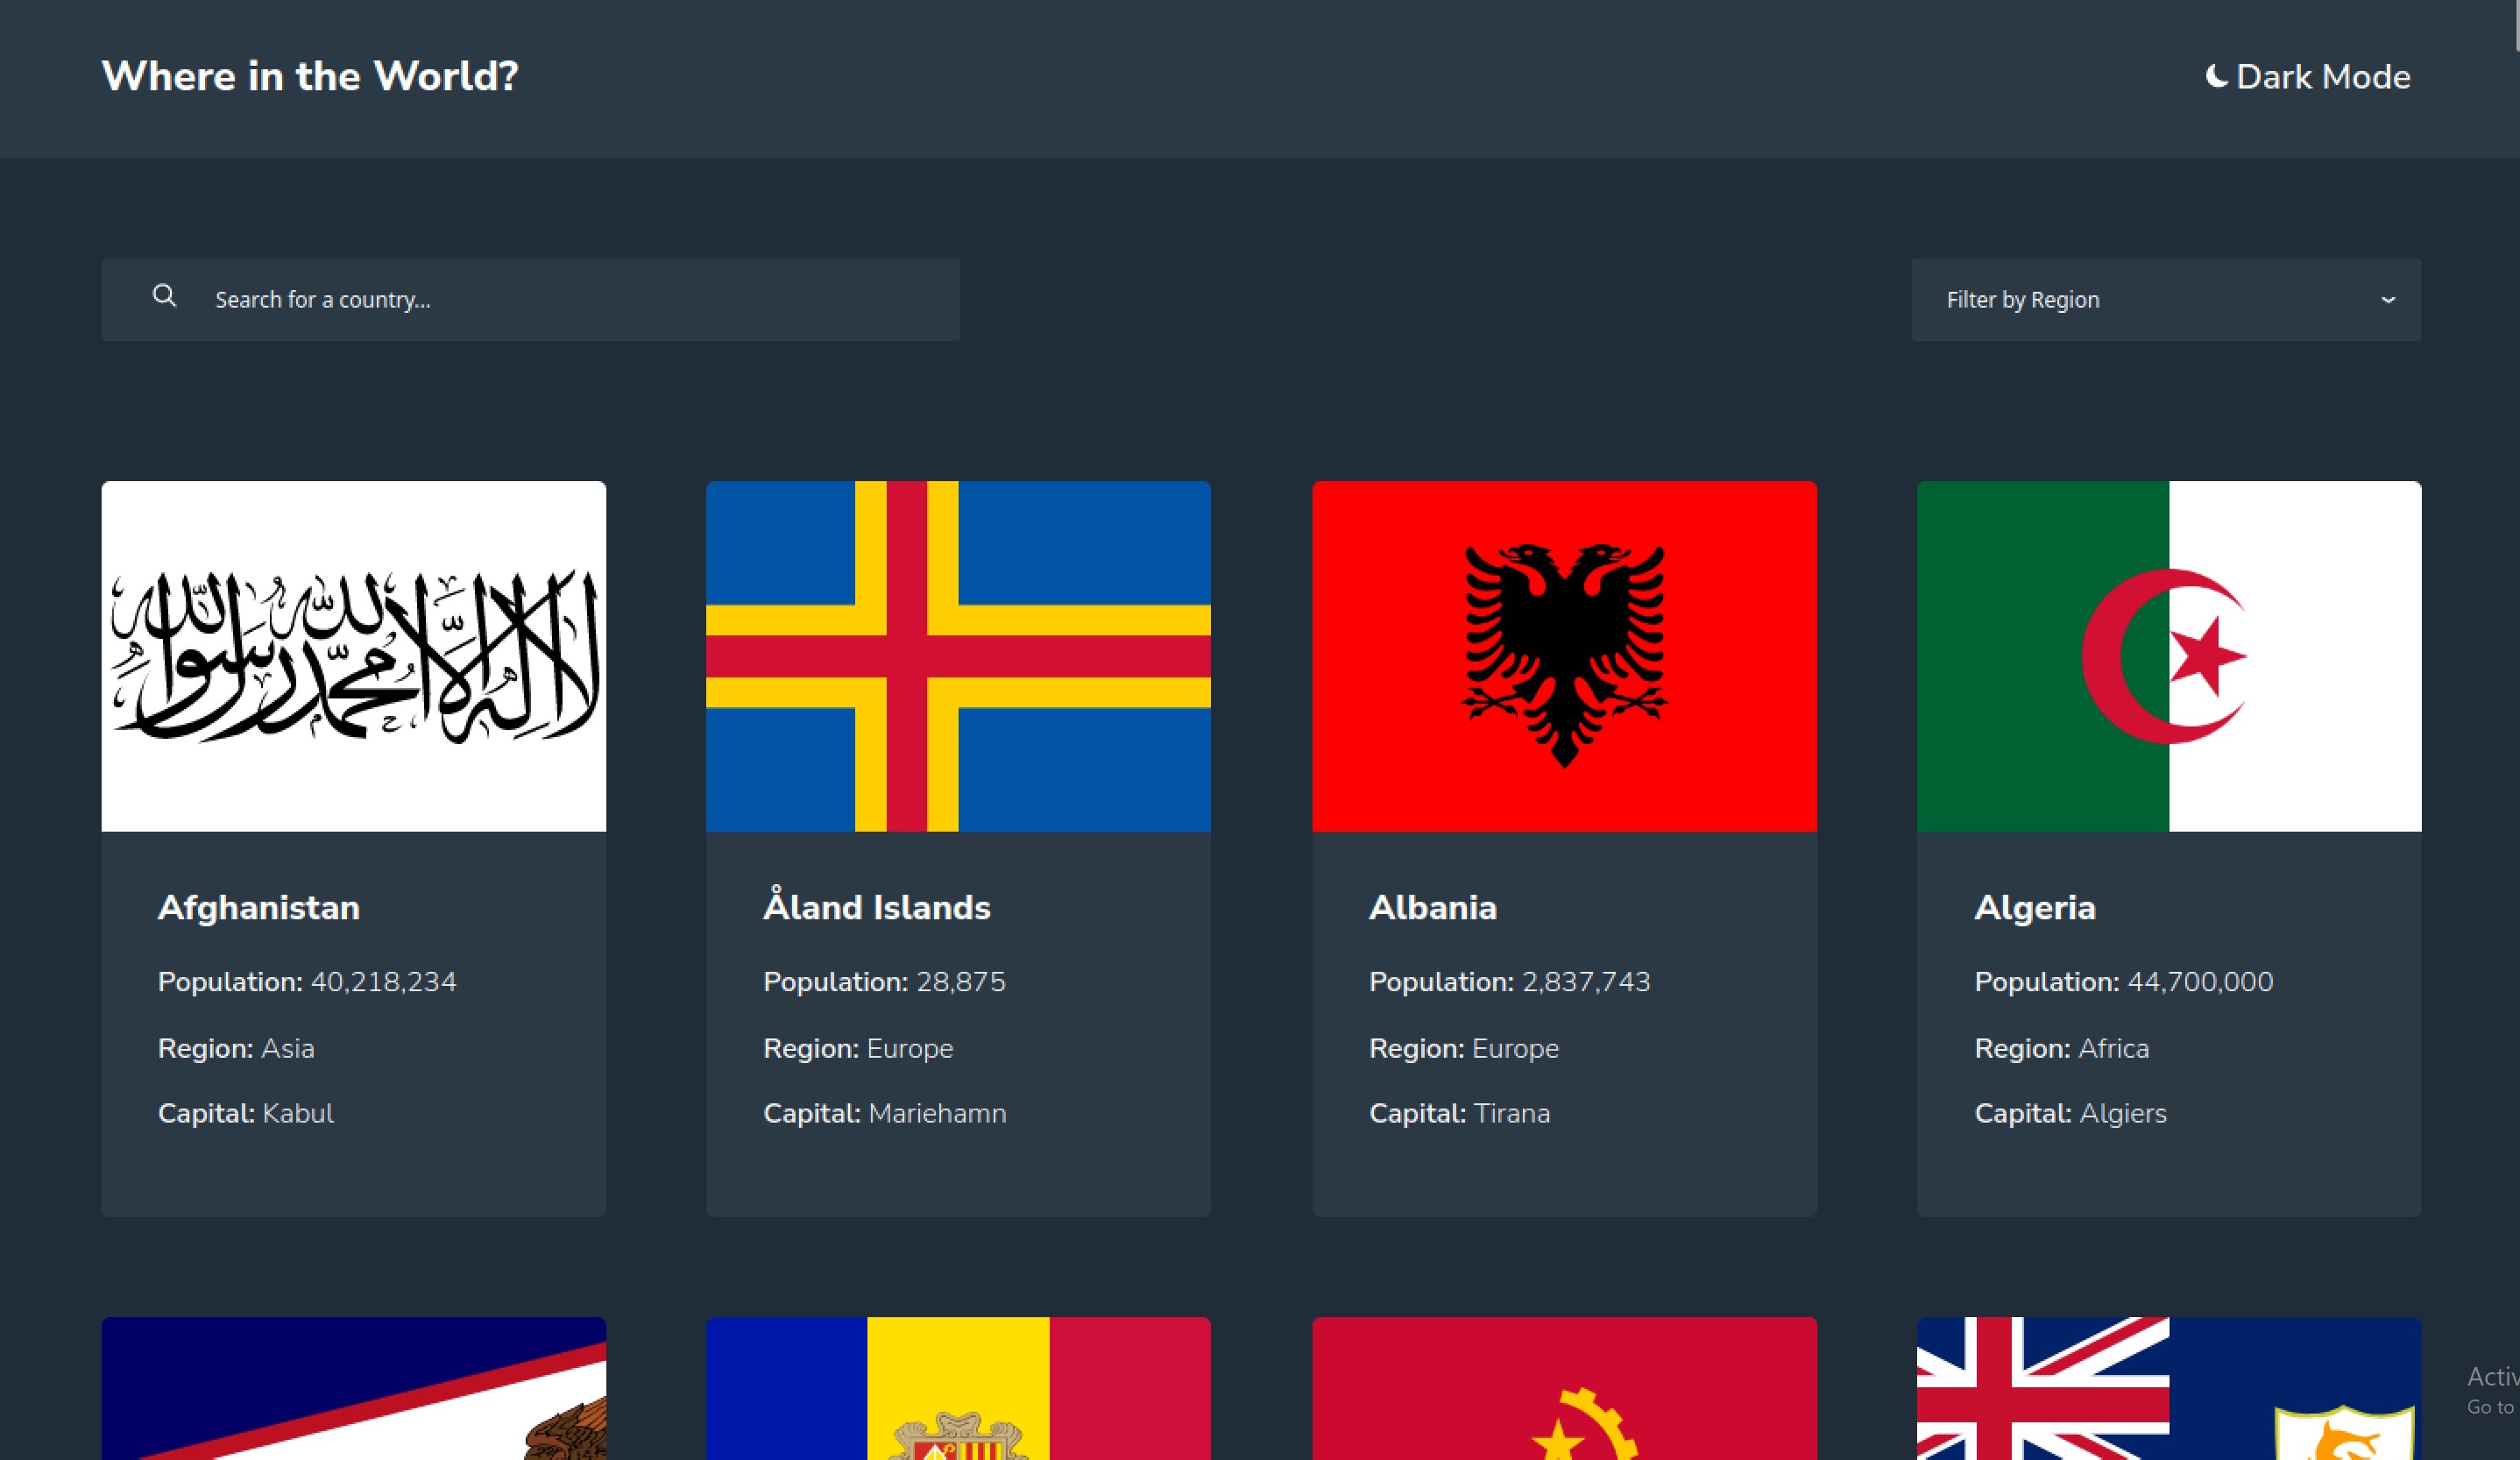 Where in the World?
Dark Mode
Search for a country...
Filter by Region
لا إله إلا الله محمد رسول الله
Afghanistan
Population: 40,218,234
Region: Asia
Capital: Kabul
Åland Islands
Population: 28,875
Region: Europe
Capital: Mariehamn
Albania
Population: 2,837,743
Region: Europe
Capital: Tirana
Algeria
Population: 44,700,000
Region: Africa
Capital: Algiers
Activ
Go to